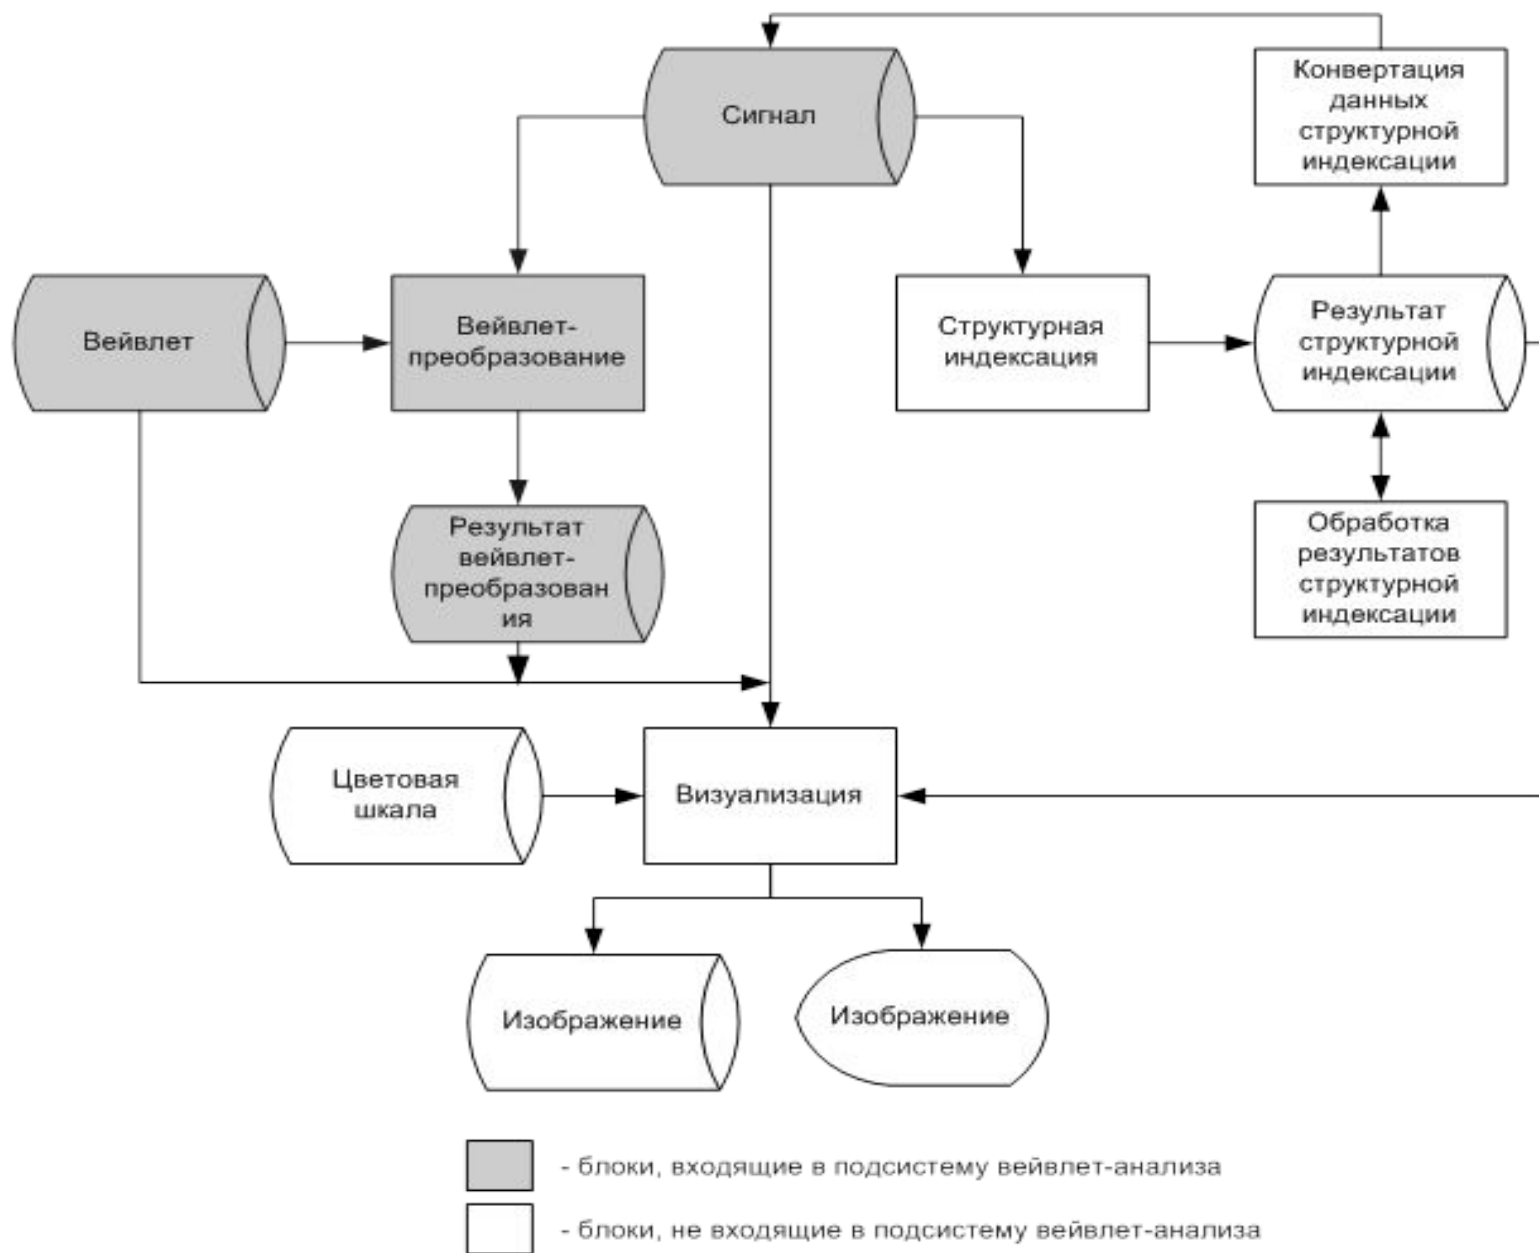 Сигнал
Конвертация
данных
структурной
индексации
Вейвлет
Вейвлет-
преобразование
Структурная
индексация
Результат
структурной
индексации
Результат
вейвлет-
преобразован
ия
Обработка
результатов
структурной
индексации
Цветовая
шкала
Визуализация
Изображение
Изображение
- блоки, входящие в подсистему вейвлет-анализа
- блоки, не входящие в подсистему вейвлет-анализа